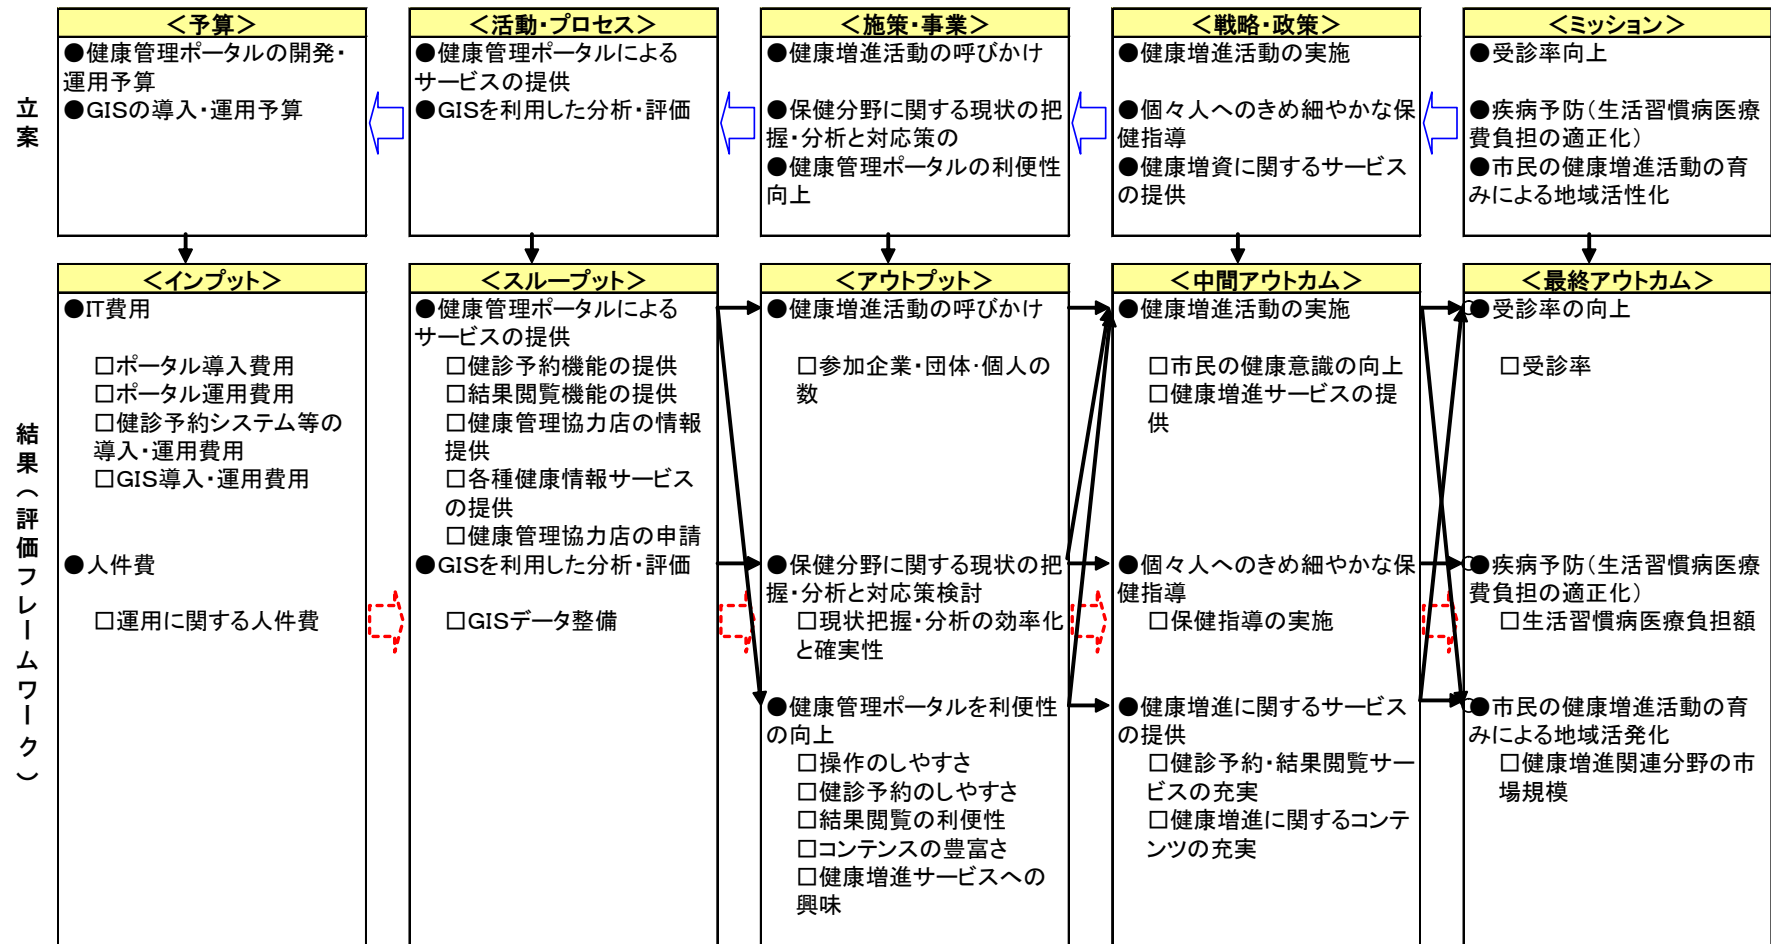 立案
＜予算＞
●健康管理ポータルの開発・
運用予算
●GISの導入・運用予算
＜活動・プロセス＞
●健康管理ポータルによる
サービスの提供
●GISを利用した分析・評価
＜施策・事業＞
●健康増進活動の呼びかけ
●保健分野に関する現状の把
握・分析と対応策の
●健康管理ポータルの利便性
向上
＜戦略・政策＞
●健康増進活動の実施
●個々人へのきめ細やかな保
健指導
●健康増資に関するサービス
の提供
＜ミッション＞
●受診率向上
●疾病予防（生活習慣病医療
費負担の適正化）
●市民の健康増進活動の育
みによる地域活性化
結果（評価フレームワーク）
＜インプット＞
●IT費用
□ポータル導入費用
□ポータル運用費用
□健診予約システム等の
導入・運用費用
□GIS導入・運用費用
●人件費
□運用に関する人件費
＜スループット＞
●健康管理ポータルによる
サービスの提供
□健診予約機能の提供
□結果閲覧機能の提供
□健康管理協力店の情報
提供
□各種健康情報サービス
の提供
□健康管理協力店の申請
●GISを利用した分析・評価
□GISデータ整備
＜アウトプット＞
●健康増進活動の呼びかけ
□参加企業・団体・個人の
数
●保健分野に関する現状の把
握・分析と対応策検討
□現状把握・分析の効率化
と確実性
●健康管理ポータルを利便性
の向上
□操作のしやすさ
□健診予約のしやすさ
□結果閲覧の利便性
□コンテンスの豊富さ
□健康増進サービスへの
興味
＜中間アウトカム＞
●健康増進活動の実施
□市民の健康意識の向上
□健康増進サービスの提
供
●個々人へのきめ細やかな保
健指導
□保健指導の実施
●健康増進に関するサービス
の提供
□健診予約・結果閲覧サー
ビスの充実
□健康増進に関するコンテ
ンツの充実
＜最終アウトカム＞
●受診率の向上
□受診率
●疾病予防（生活習慣病医療
費負担の適正化）
□生活習慣病医療負担額
●市民の健康増進活動の育
みによる地域活発化
□健康増進関連分野の市
場規模